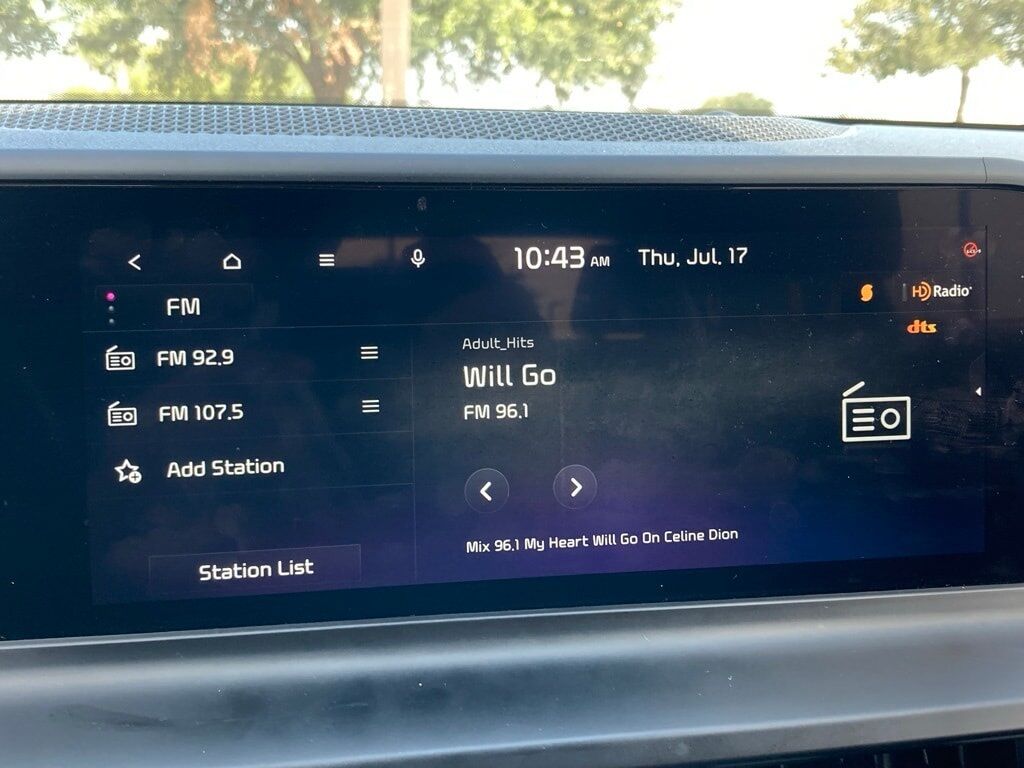 10:43 AM Thu, Jul. 17
FM
HD Radio
dts
FM 92.9
FM 107.5
Add Station
Station List
Adult_Hits
Will Go
FM 96.1
Mix 96.1 My Heart Will Go On Celine Dion